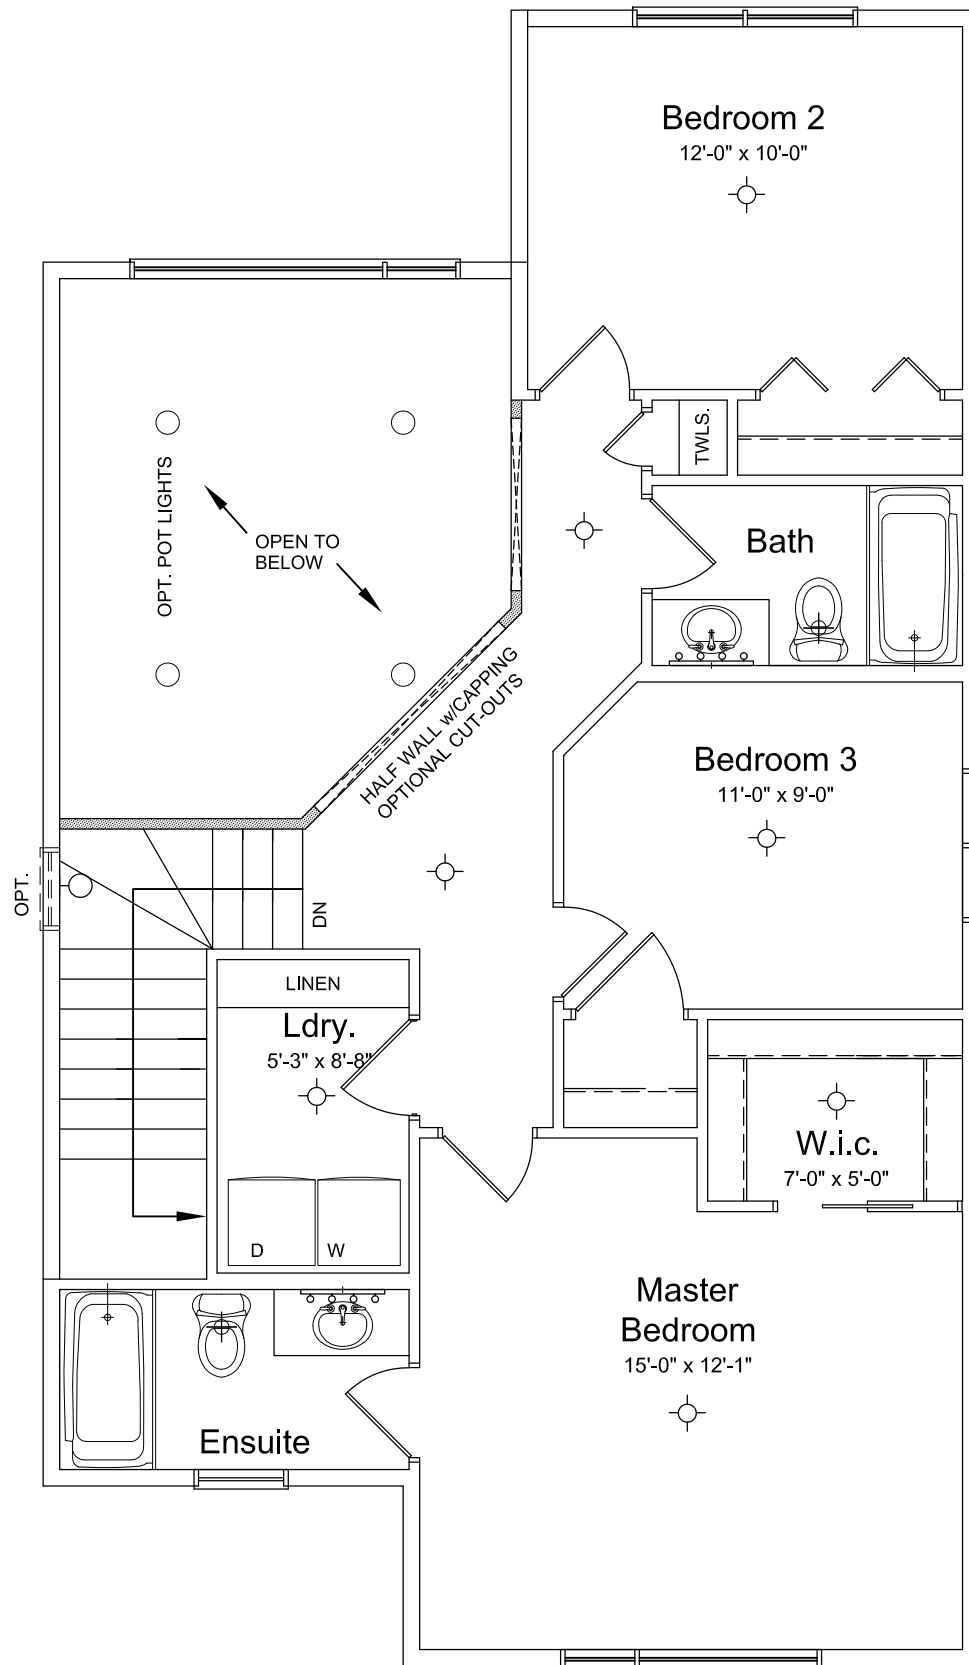 Bedroom 2
12'-0" x 10'-0"
TWLS.
OPT. POT LIGHTS
OPEN TO
BELOW
Bath
HALF WALL w/CAPPING
OPTIONAL CUT-OUTS
Bedroom 3
11'-0" x 9'-0"
OPT.
DN
LINEN
Ldry.
5'-3" x 8'-8"
W.i.c.
7'-0" x 5'-0"
D
W
Master
Bedroom
15'-0" x 12'-1"
Ensuite